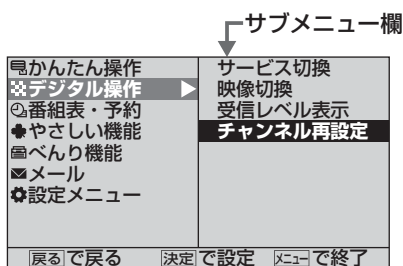 サブメニュー欄
かんたん操作
デジタル操作
番組表・予約
やさしい機能
べんり機能
メール
設定メニュー
サービス切換
映像切換
受信レベル表示
チャンネル再設定
戻るで戻る 決定で設定 メニューで終了